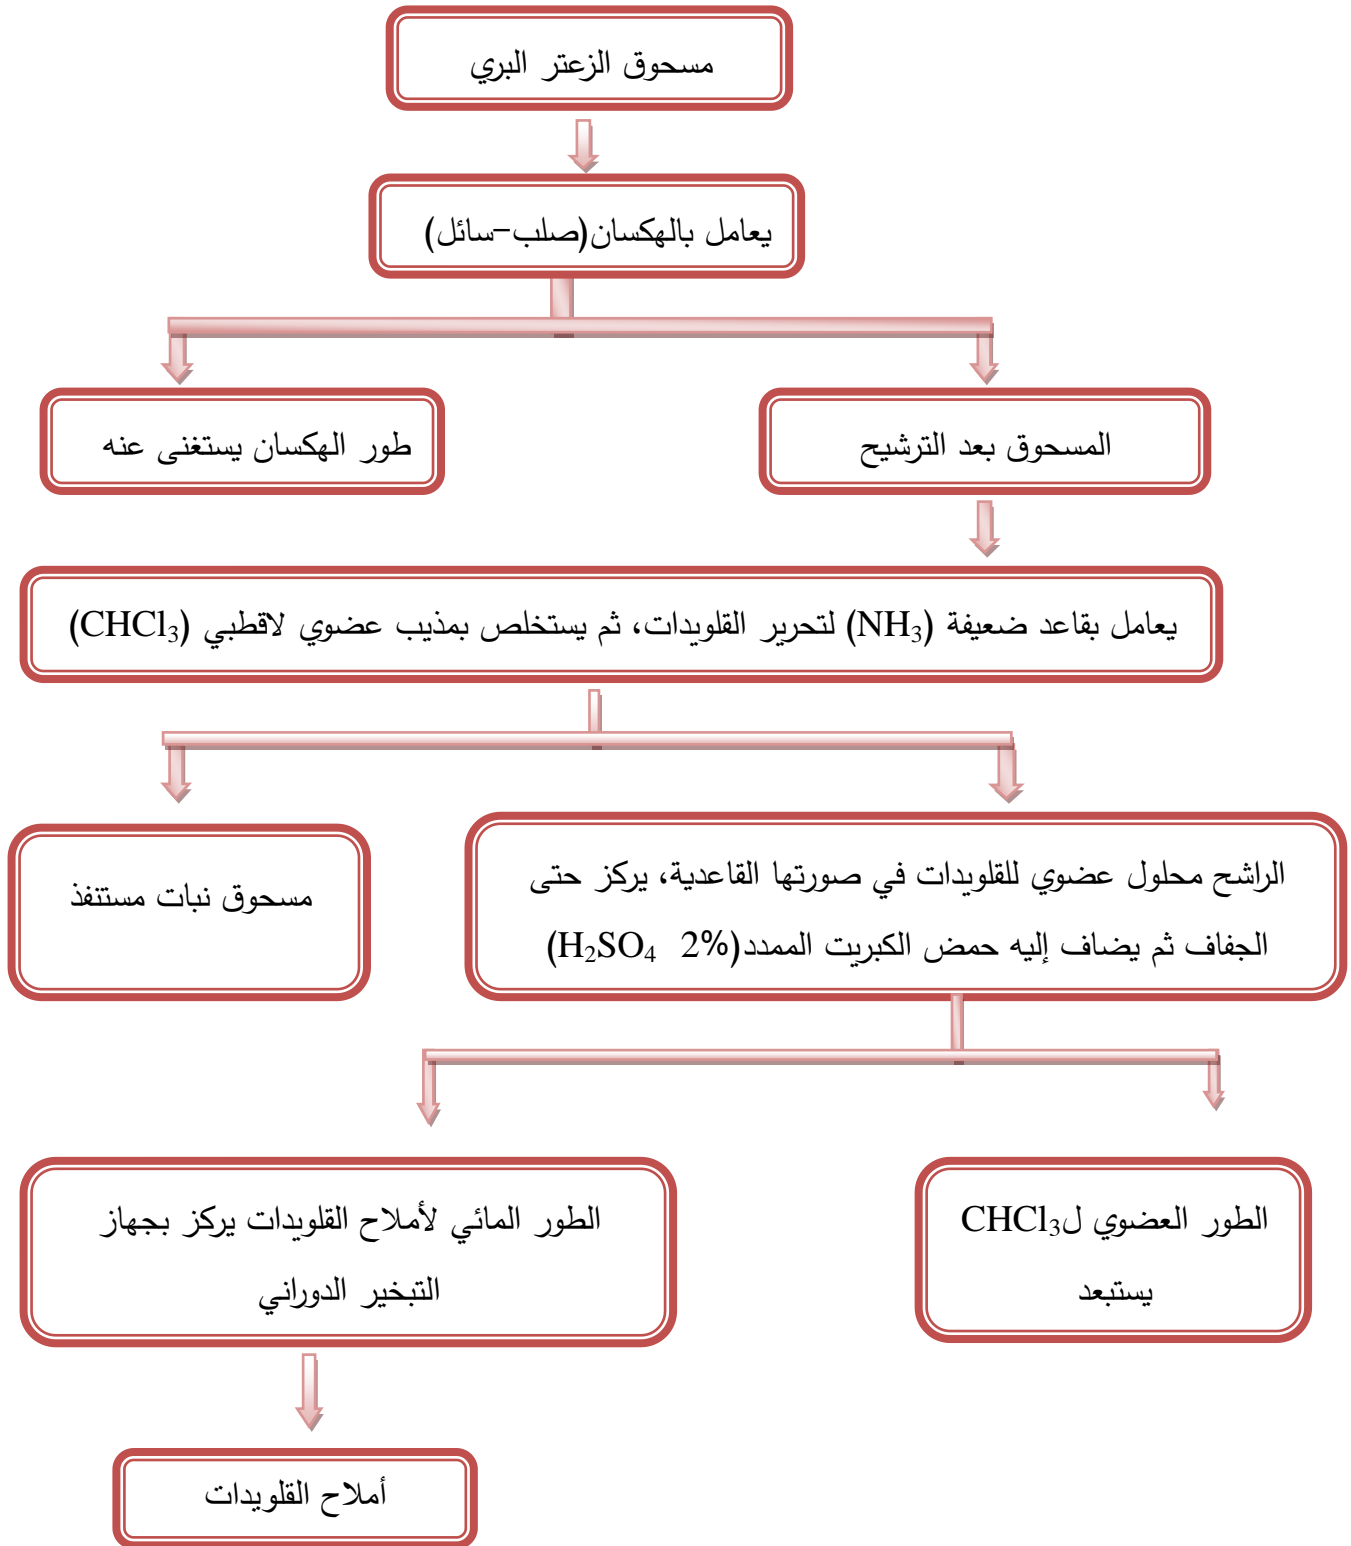 مسحوق الزعتر البري
يعامل بالهكسان(صلب-سائل)
المسحوق بعد الترشيح
طور الهكسان يستغنى عنه
يعامل بقاعد ضعيفة (NH₃) لتحرير القلويدات، ثم يستخلص بمذيب عضوي لاقطبي (CHCl₃)
الراشح محلول عضوي للقلويدات في صورتها القاعدية، يركز حتى
الجفاف ثم يضاف إليه حمض الكبريت الممدد(H₂SO₄ 2%)
مسحوق نبات مستنفذ
الطور العضوي لCHCl₃
يستبعد
الطور المائي لأملاح القلويدات يركز بجهاز
التبخير الدوراني
أملاح القلويدات